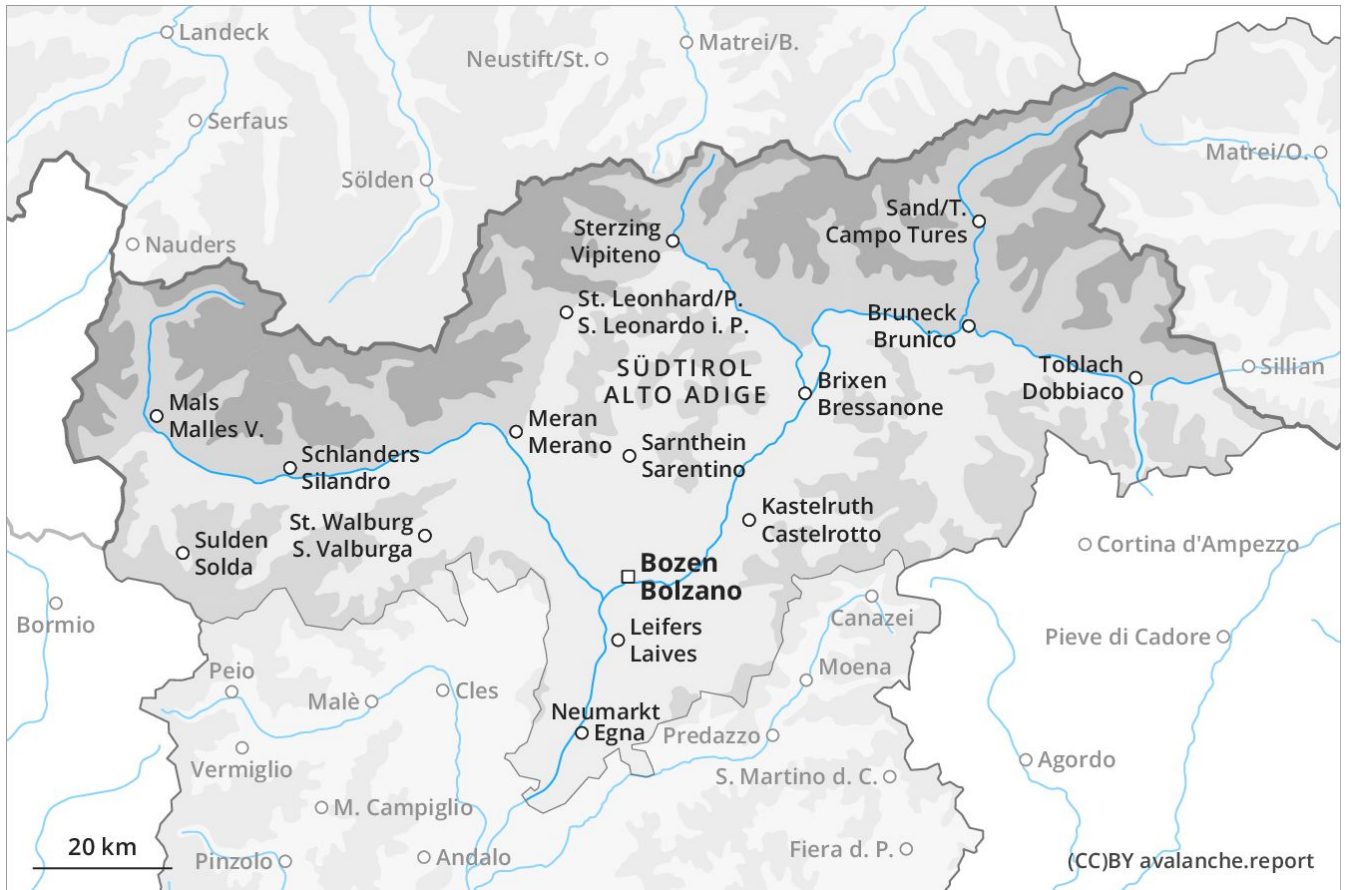 Landeck
Neustift/St.
Matrei/B.
Serfaus
Matrei/O.
Sölden
Nauders
Sterzing
Vipiteno
Sand/T.
Campo Tures
St. Leonhard/P.
S. Leonardo i. P.
Bruneck
Brunico
SÜDTIROL
ALTO ADIGE
Toblach
Dobbiaco
Sillian
Brixen
Bressanone
Mals
Malles V.
Meran
Merano
Sarnthein
Sarentino
Schlanders
Silandro
Kastelruth
Castelrotto
St. Walburg
S. Valburga
Sulden
Solda
Cortina d'Ampezzo
Bozen
Bolzano
Bormio
Canazei
Leifers
Laives
Pieve di Cadore
Peio
Moena
Malè
Cles
Neumarkt
Egna
Predazzo
Vermiglio
Agordo
S. Martino d. C.
M. Campiglio
20 km
Pinzolo
Andalo
Fiera d. P.
(CC)BY avalanche.report